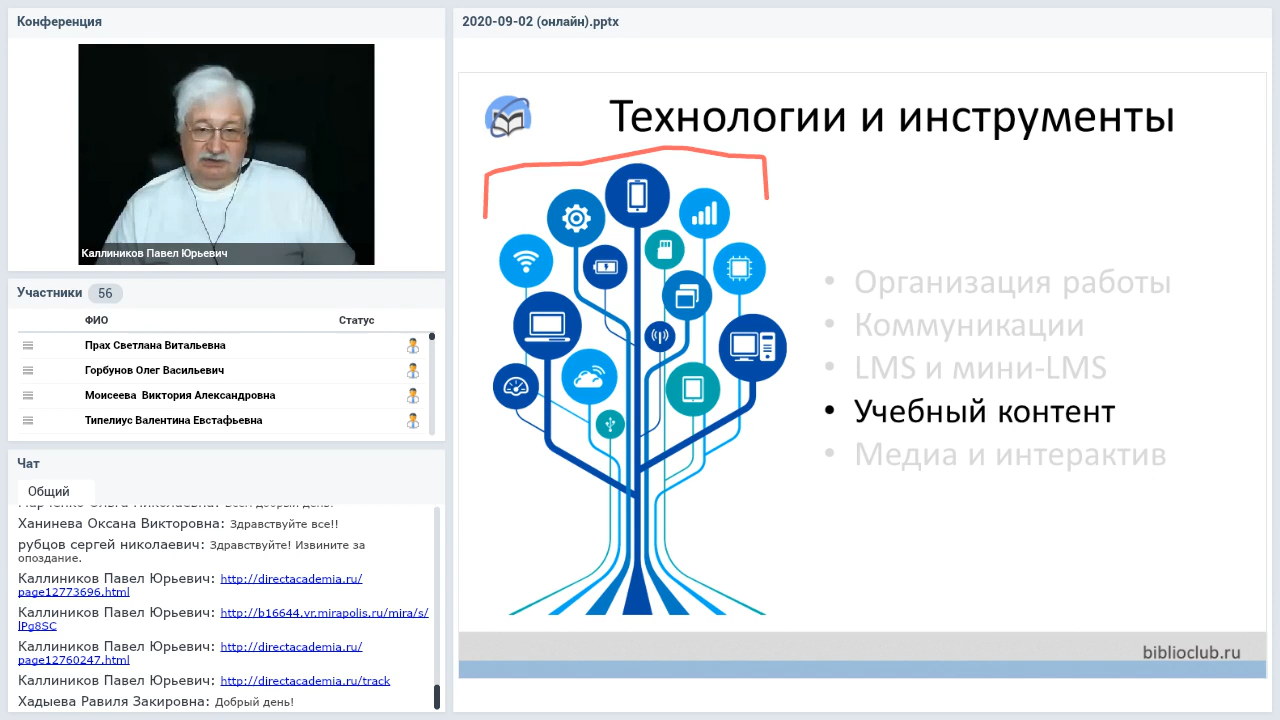 Конференция
Каллиников Павел Юрьевич
Участники 56
ФИО Статус
Прах Светлана Витальевна
Горбунов Олег Васильевич
Моисеева Виктория Александровна
Типелиус Валентина Евстафьевна
Чат
Общий
Ханинева Оксана Викторовна: Здравствуйте все!!
рубцов сергей николаевич: Здравствуйте! Извините за
опоздание.
Каллиников Павел Юрьевич: http://directacademia.ru/
page12773696.html
Каллиников Павел Юрьевич: http://b16644.vr.mirapolis.ru/mira/s/
lPg8SC
Каллиников Павел Юрьевич: http://directacademia.ru/
page12760247.html
Каллиников Павел Юрьевич: http://directacademia.ru/track
Хадыева Равиля Закировна: Добрый день!
2020-09-02 (онлайн).pptx
Технологии и инструменты
• Организация работы
• Коммуникации
• LMS и мини-LMS
• Учебный контент
• Медиа и интерактив
biblioclub.ru